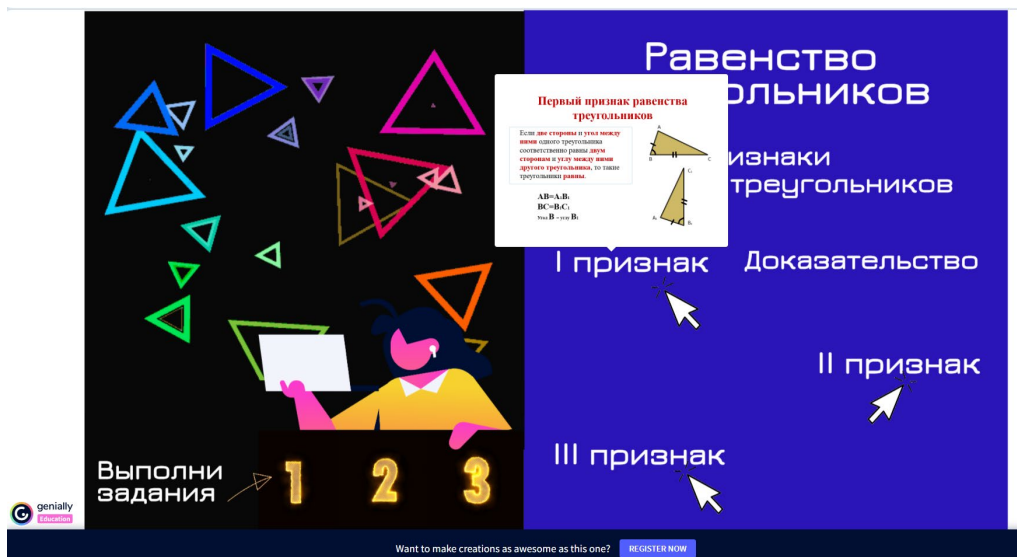 Равенство
ольников
Первый признак равенства
треугольников
Если две стороны и угол между
ними одного треугольника
соответственно равны двум
сторонам и углу между ними
другого треугольника, то такие
треугольники равны.
A
B
C
C₁
A₁
B₁
AB=A₁B₁
BC=B₁C₁
Угол B = углу B₁
изнаки
треугольников
I признак
Доказательство
II признак
III признак
Выполни
задания
1 2 3
genially
Education
Want to make creations as awesome as this one?
REGISTER NOW